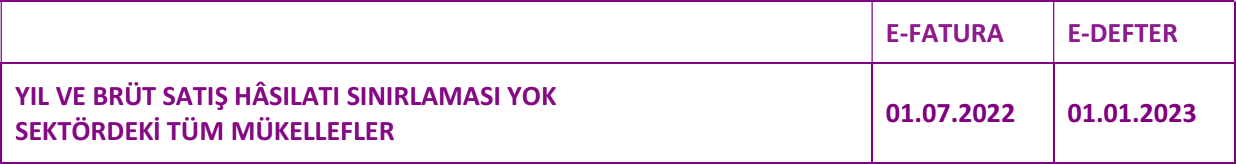 E-FATURA E-DEFTER
YIL VE BRÜT SATIŞ HÂSILATI SINIRLAMASI YOK
SEKTÖRDEKİ TÜM MÜKELLEFLER
01.07.2022 01.01.2023